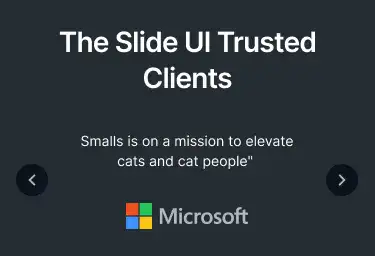 The Slide UI Trusted
Clients
Smalls is on a mission to elevate
cats and cat people"
Microsoft